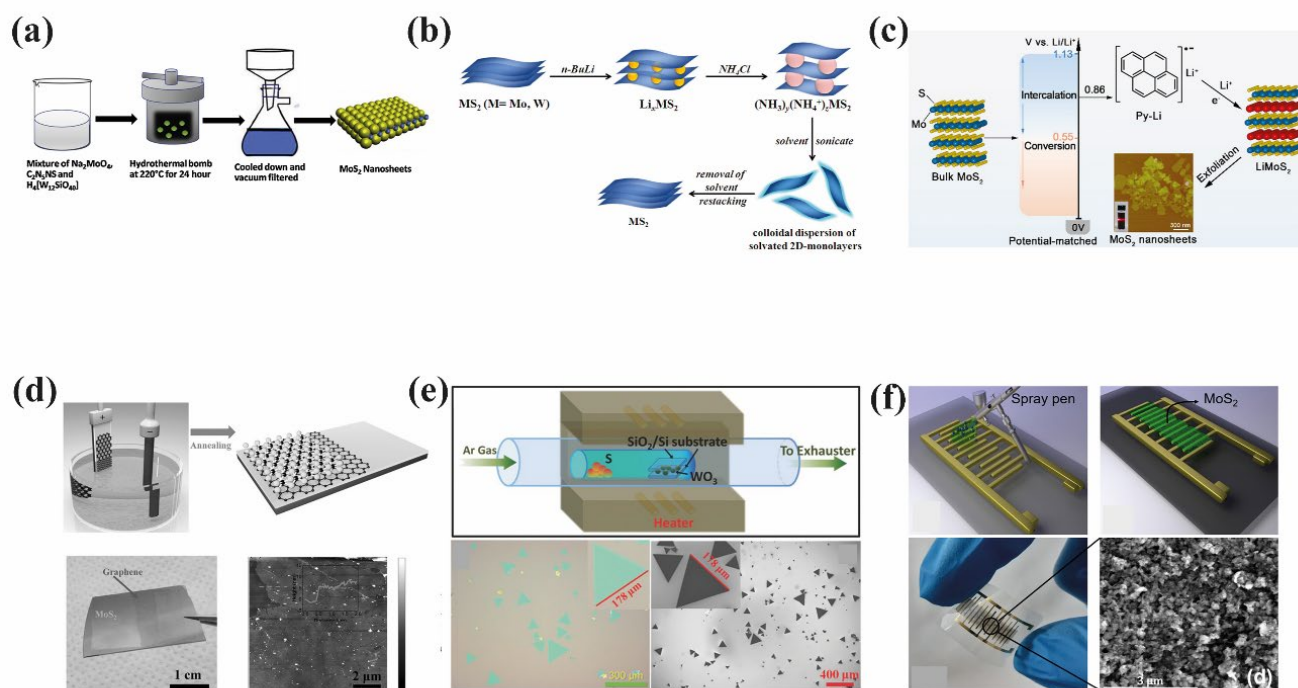 (a)
Mixture of Na₂MoO₄,
C₂N₅NS and
H₄[W₁₂SiO₄₀]
Hydrothermal bomb
at 220°C for 24 hour
Cooled down and
vacuum filtered
MoS₂ Nanosheets
(b)
MS₂ (M= Mo, W)
n-BuLi
LiₓMS₂
NH₄Cl
(NH₃)ᵧ(NH₄⁺)𝑧MS₂
solvent
sonicate
colloidal dispersion of
solvated 2D-monolayers
removal of
solvent
restacking
MS₂
(c)
S
Mo
Bulk MoS₂
V vs. Li/Li⁺
1.13
Intercalation
0.86
0.55
Conversion
0V
Potential-matched
Li⁺
Py-Li
Li⁺
e⁻
LiMoS₂
Exfoliation
300 nm
MoS₂ nanosheets
(d)
+
−
Annealing
Graphene
MoS₂
1 cm
2 μm
(e)
Ar Gas
S
SiO₂/Si substrate
WO₃
Heater
To Exhauster
178 μm
178 μm
400 μm
(f)
Spray pen
MoS₂
3 μm
(d)